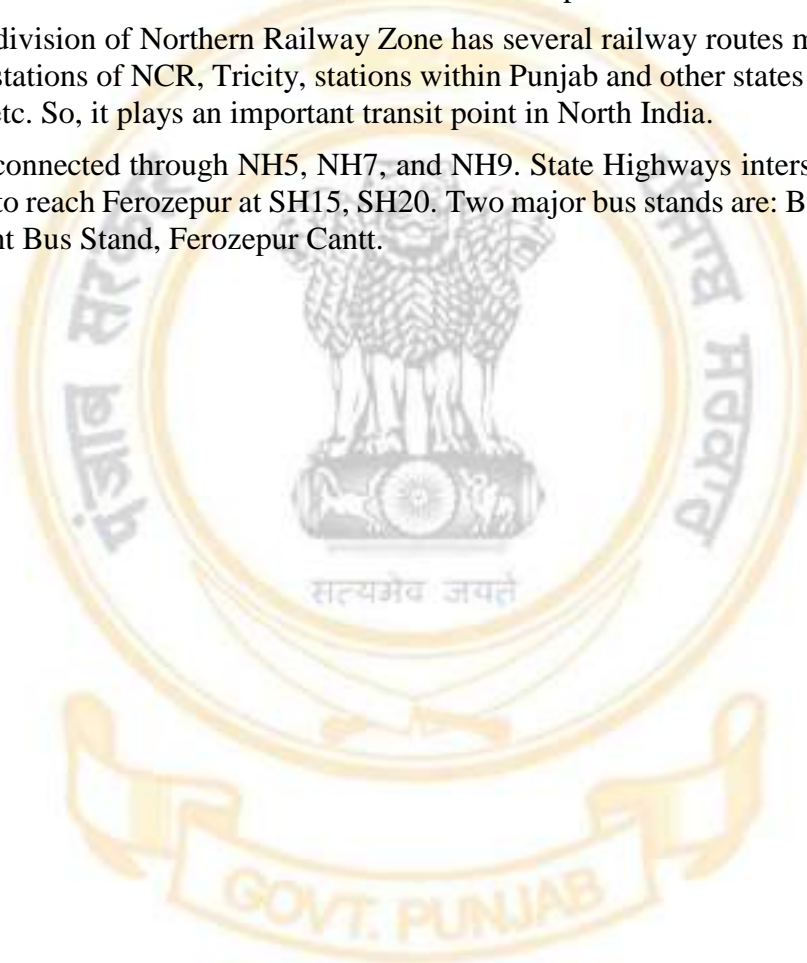 division of Northern Railway Zone has several railway routes
stations of NCR, Tricity, stations within Punjab and other states
etc. So, it plays an important transit point in North India.
connected through NH5, NH7, and NH9. State Highways
to reach Ferozepur at SH15, SH20. Two major bus stands are:
Bus Stand, Ferozepur Cantt.
पंजाब सरकार
ਪੰਜਾਬ ਸਰਕਾਰ
सत्यमेव जयते
GOVT. PUNJAB